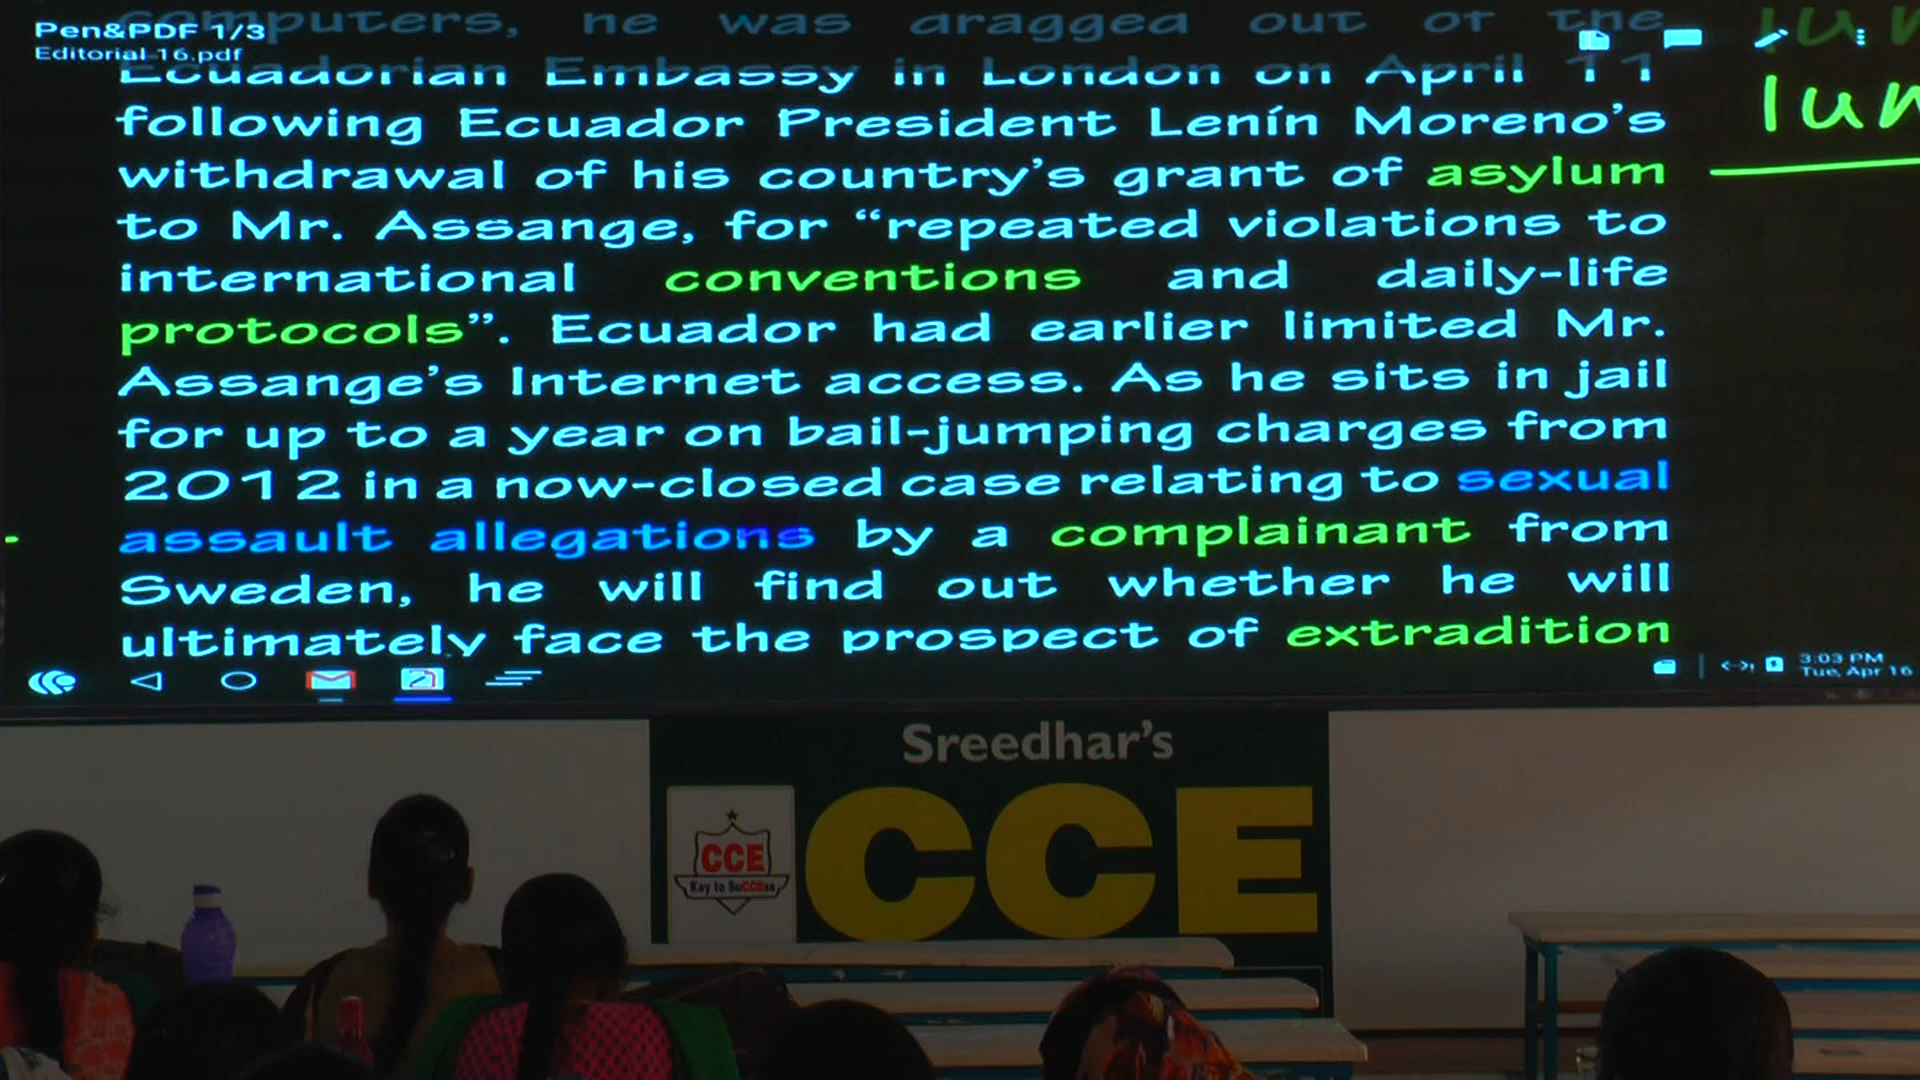 computers, he was dragged out of the
Pen&PDF 1/3
Editorial-16.pdf
Ecuadorian Embassy in London on April 11
following Ecuador President Lenín Moreno’s
withdrawal of his country’s grant of asylum
to Mr. Assange, for “repeated violations to
international conventions and daily-life
protocols”. Ecuador had earlier limited Mr.
Assange’s Internet access. As he sits in jail
for up to a year on bail-jumping charges from
2012 in a now-closed case relating to sexual
assault allegations by a complainant from
Sweden, he will find out whether he will
ultimately face the prospect of extradition
3:03 PM
Tue, Apr 16
Sreedhar’s
CCE
CCE
Key to SuCCEss